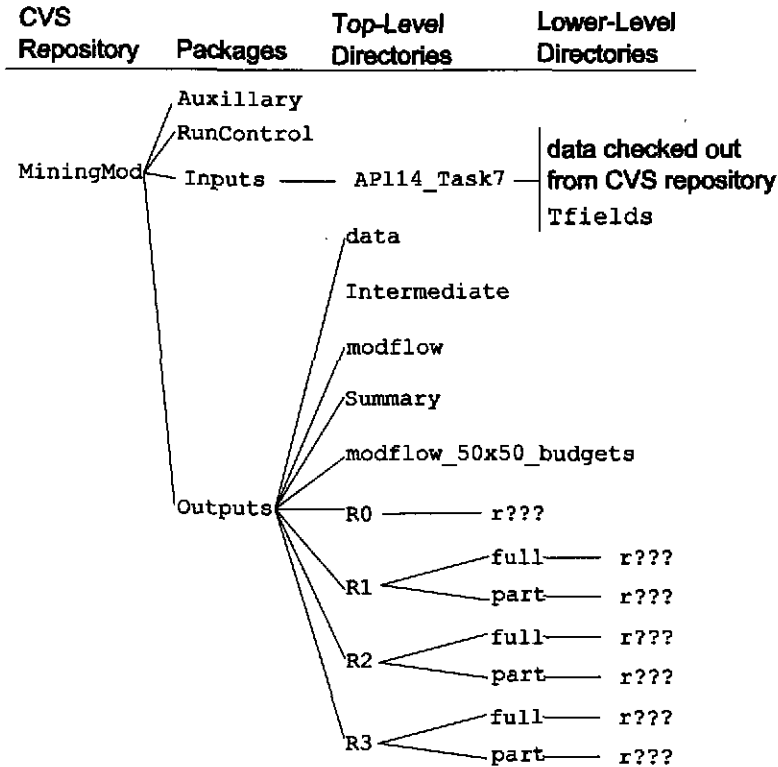 CVS Repository Packages Top-Level Directories Lower-Level Directories
Auxillary
RunControl
MiningMod
Inputs AP114_Task7
data checked out
from CVS repository
Tfields
data
Intermediate
modflow
Summary
modflow_50x50_budgets
Outputs
R0 r???
full r???
R1
part r???
full r???
R2
part r???
full r???
R3
part r???